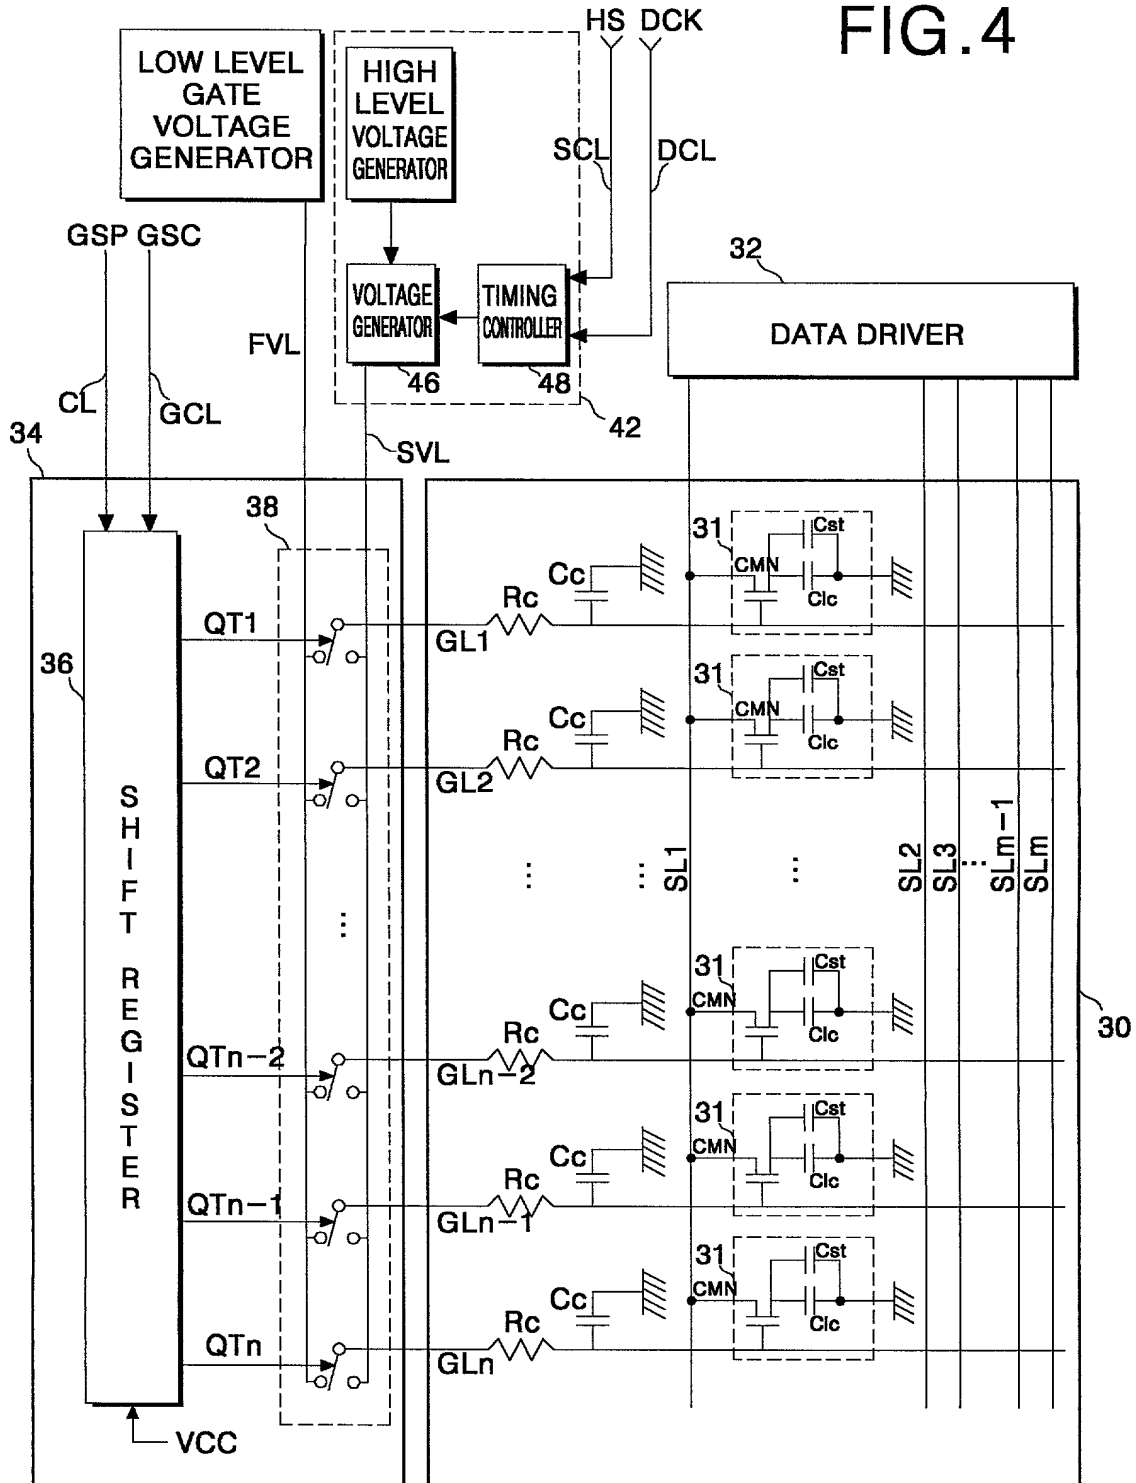 FIG.4
HS DCK
LOW LEVEL
GATE
VOLTAGE
GENERATOR
HIGH
LEVEL
VOLTAGE
GENERATOR
SCL
DCL
GSP GSC
VOLTAGE
GENERATOR
TIMING
CONTROLLER
32
DATA DRIVER
FVL
46
48
CL
GCL
42
34
SVL
38
31
Cst
CMN
Clc
Cc
Rc
QT1
GL1
36
31
Cst
CMN
Clc
Cc
Rc
QT2
GL2
SHIFT REGISTER
...
...
...
...
SL1
SL2
SL3
...
SLm-1
SLm
31
Cst
CMN
Clc
Cc
Rc
30
QTn-2
GLn-2
31
Cst
CMN
Clc
Cc
Rc
QTn-1
GLn-1
31
Cst
CMN
Clc
Cc
Rc
QTn
GLn
VCC